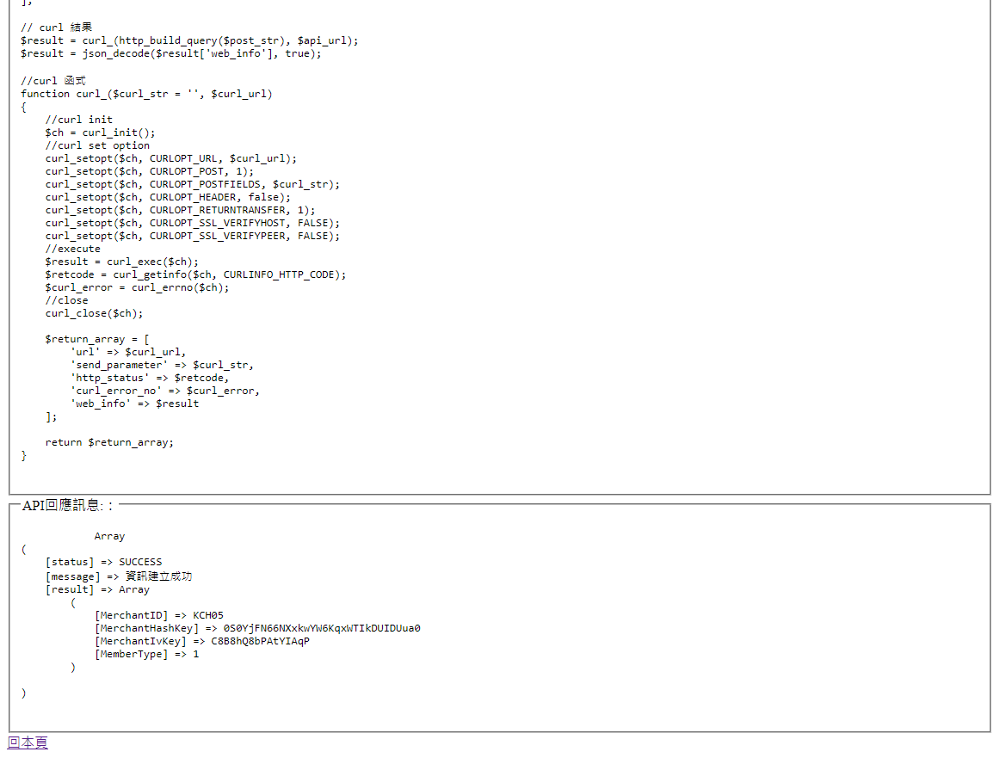 ],
// curl 結果
$result = curl_(http_build_query($post_str), $api_url);
$result = json_decode($result['web_info'], true);
//curl 函式
function curl_($curl_str = '', $curl_url)
{
//curl init
$ch = curl_init();
//curl set option
curl_setopt($ch, CURLOPT_URL, $curl_url);
curl_setopt($ch, CURLOPT_POST, 1);
curl_setopt($ch, CURLOPT_POSTFIELDS, $curl_str);
curl_setopt($ch, CURLOPT_HEADER, false);
curl_setopt($ch, CURLOPT_RETURNTRANSFER, 1);
curl_setopt($ch, CURLOPT_SSL_VERIFYHOST, FALSE);
curl_setopt($ch, CURLOPT_SSL_VERIFYPEER, FALSE);
//execute
$result = curl_exec($ch);
$retcode = curl_getinfo($ch, CURLINFO_HTTP_CODE);
$curl_error = curl_errno($ch);
//close
curl_close($ch);
$return_array = [
'url' => $curl_url,
'send_parameter' => $curl_str,
'http_status' => $retcode,
'curl_error_no' => $curl_error,
'web_info' => $result
];
return $return_array;
}
API回應訊息:：
Array
(
[status] => SUCCESS
[message] => 資訊建立成功
[result] => Array
(
[MerchantID] => KCH05
[MerchantHashKey] => 0S0YjFN66NXxkwYW6KqxWTIkDUIDUua0
[MerchantIvKey] => C8B8hQ8bPAtYIAqP
[MemberType] => 1
)
)
回本頁